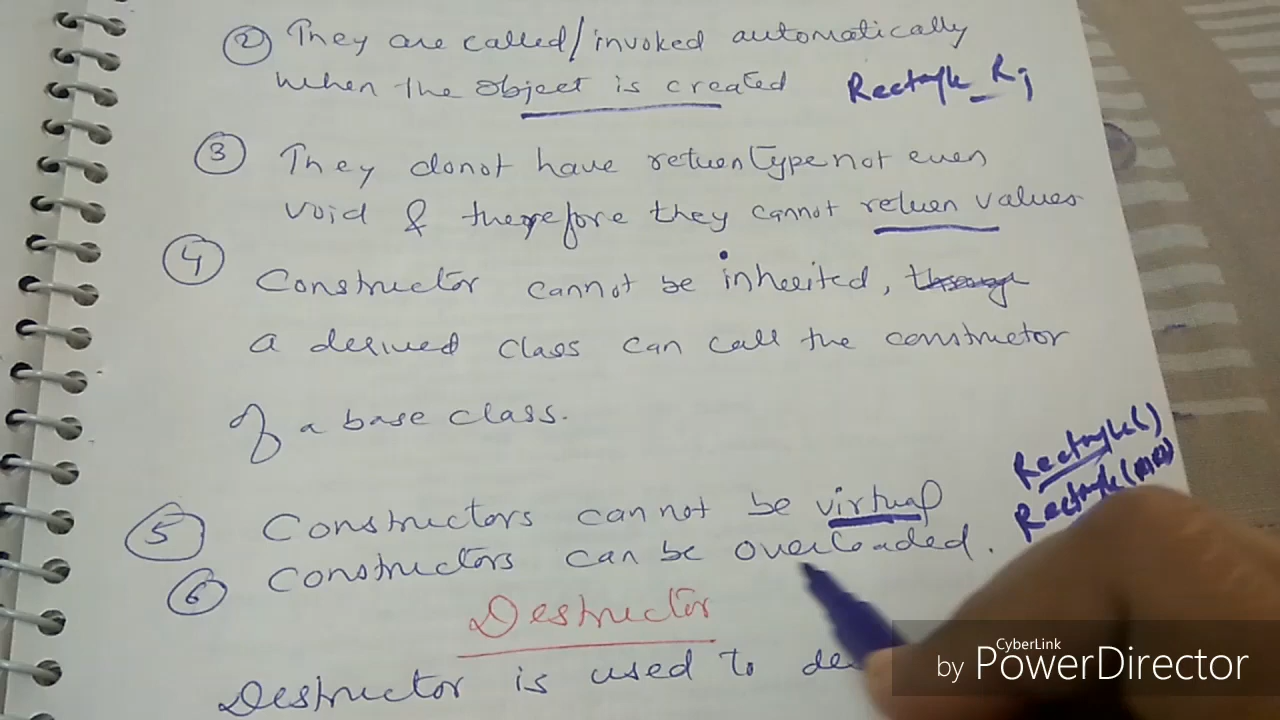 ② They are called/invoked automatically
when the object is created Rectangle R;
③ They donot have return type not even
void & therefore they cannot return values
④ Constructor cannot be inherited, though
a derived class can call the constructor
of a base class.
Rectangle()
Rectangle(
⑤ Constructors cannot be virtual
⑥ Constructors can be overloaded.
Destructor
Destructor is used to de
CyberLink
by PowerDirector